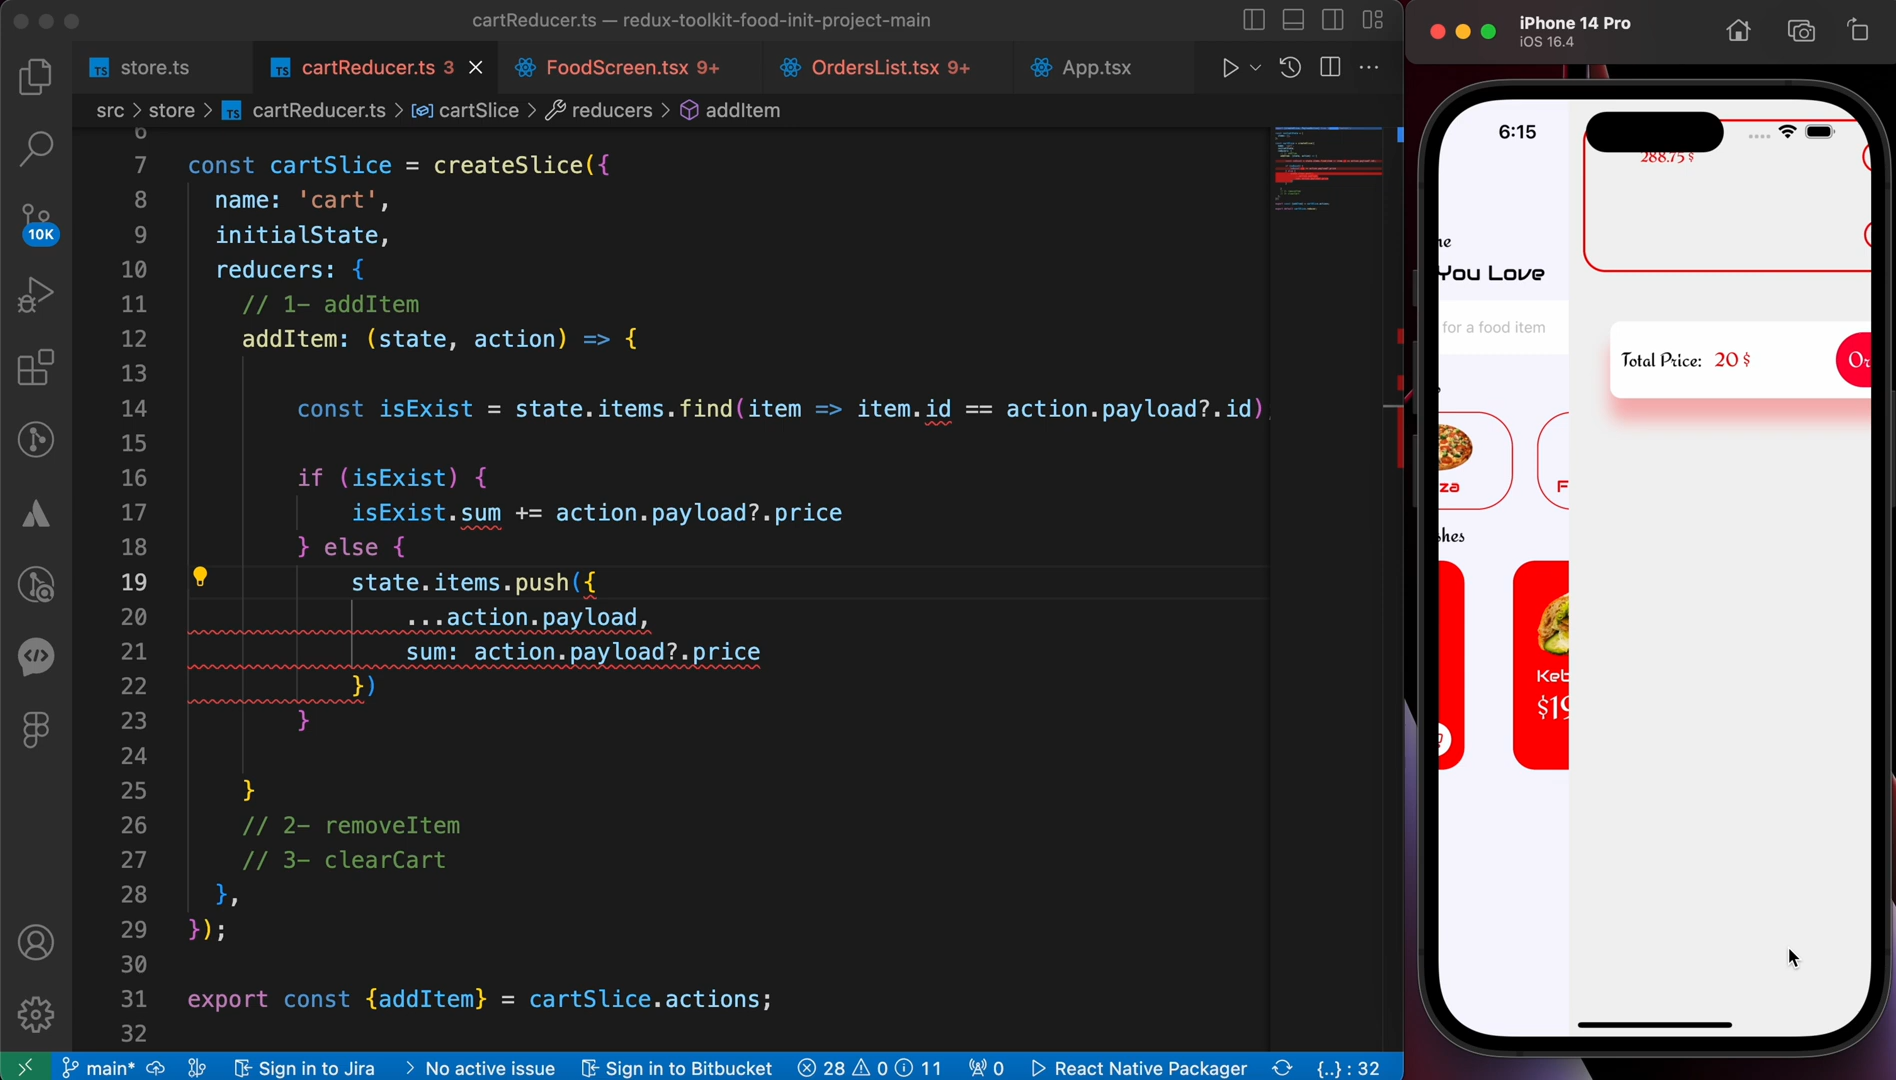 cartReducer.ts — redux-toolkit-food-init-project-main
store.ts
cartReducer.ts 3
FoodScreen.tsx 9+
OrdersList.tsx 9+
App.tsx
src > store > cartReducer.ts > cartSlice > reducers > addItem
6
7 const cartSlice = createSlice({
8 name: 'cart',
9 initialState,
10 reducers: {
11 // 1- addItem
12 addItem: (state, action) => {
13
14 const isExist = state.items.find(item => item.id == action.payload?.id)
15
16 if (isExist) {
17 isExist.sum += action.payload?.price
18 } else {
19 state.items.push({
20 ...action.payload,
21 sum: action.payload?.price
22 })
23 }
24
25 }
26 // 2- removeItem
27 // 3- clearCart
28 },
29 });
30
31 export const {addItem} = cartSlice.actions;
32
10K
main*
Sign in to Jira
No active issue
Sign in to Bitbucket
28 0 11
0
React Native Packager
{..} : 32
iPhone 14 Pro
iOS 16.4
6:15
288.75 $
me
You Love
for a food item
Total Price: 20 $
Or
za
F
shes
Keb
$19